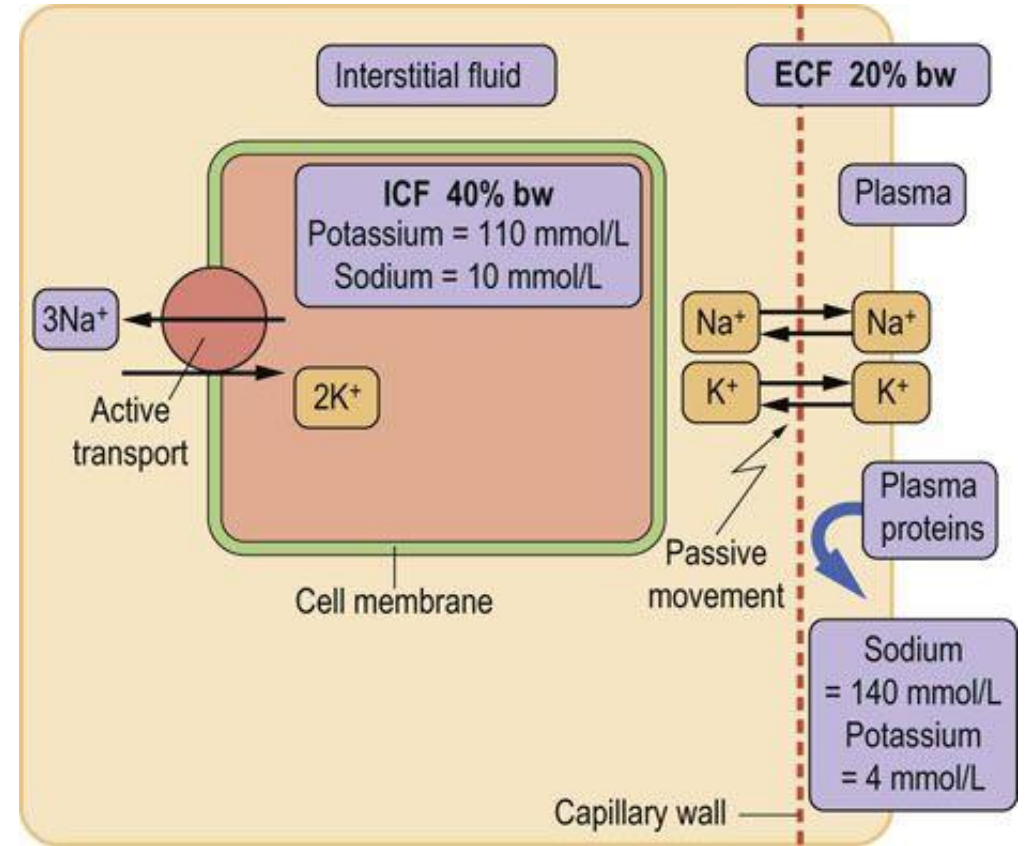 Interstitial fluid
ECF 20% bw
ICF 40% bw
Potassium = 110 mmol/L
Sodium = 10 mmol/L
Plasma
3Na⁺
Na⁺
Na⁺
2K⁺
K⁺
K⁺
Active
transport
Plasma
proteins
Passive
movement
Cell membrane
Sodium
= 140 mmol/L
Potassium
= 4 mmol/L
Capillary wall